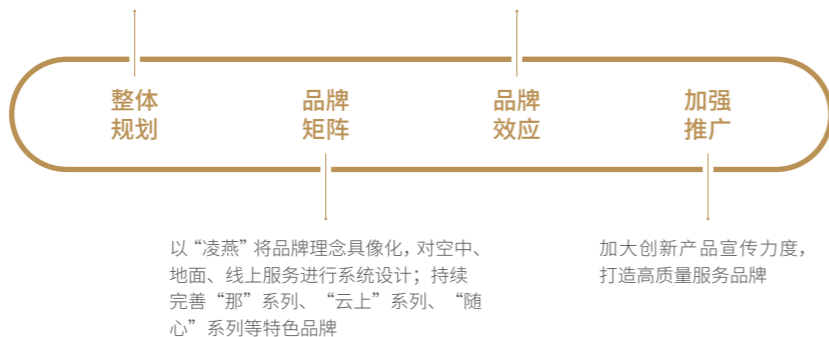 整体
规划
品牌
矩阵
品牌
效应
加强
推广
以“凌燕”将品牌理念具像化，对空中、
地面、线上服务进行系统设计；持续
完善“那”系列、“云上”系列、“随
心”系列等特色品牌
加大创新产品宣传力度，
打造高质量服务品牌